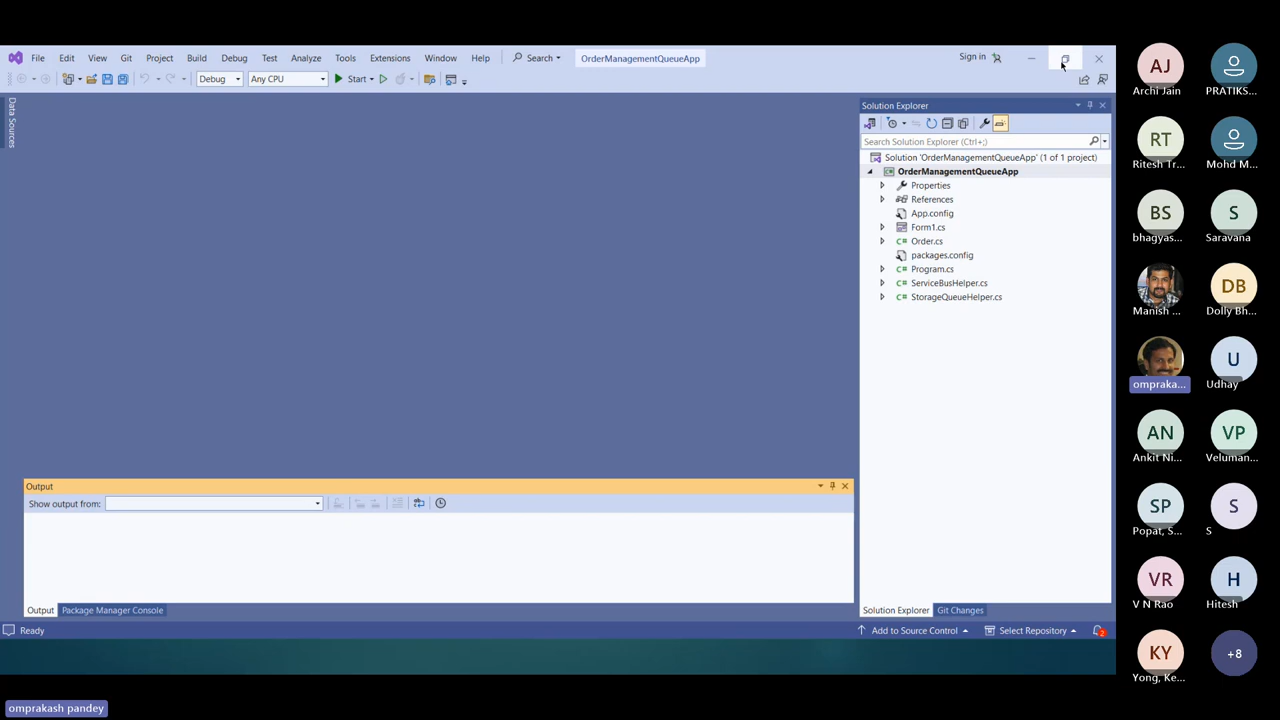 File Edit View Git Project Build Debug Test Analyze Tools Extensions Window Help Search OrderManagementQueueApp Sign in
Debug Any CPU Start
Data Sources
Solution Explorer
Search Solution Explorer (Ctrl+;)
Solution 'OrderManagementQueueApp' (1 of 1 project)
OrderManagementQueueApp
Properties
References
App.config
Form1.cs
C# Order.cs
packages.config
C# Program.cs
C# ServiceBusHelper.cs
C# StorageQueueHelper.cs
Output
Show output from:
Output Package Manager Console
Solution Explorer Git Changes
Ready
Add to Source Control Select Repository 2
AJ
Archi Jain
PRATIKS...
RT
Ritesh Tr...
Mohd M...
BS
bhagyas...
S
Saravana
Manish ...
DB
Dolly Bh...
ompraka...
U
Udhay
AN
Ankit Ni...
VP
Veluman...
SP
Popat, S...
S
S
VR
V N Rao
H
Hitesh
KY
Yong, Ke...
+8
omprakash pandey